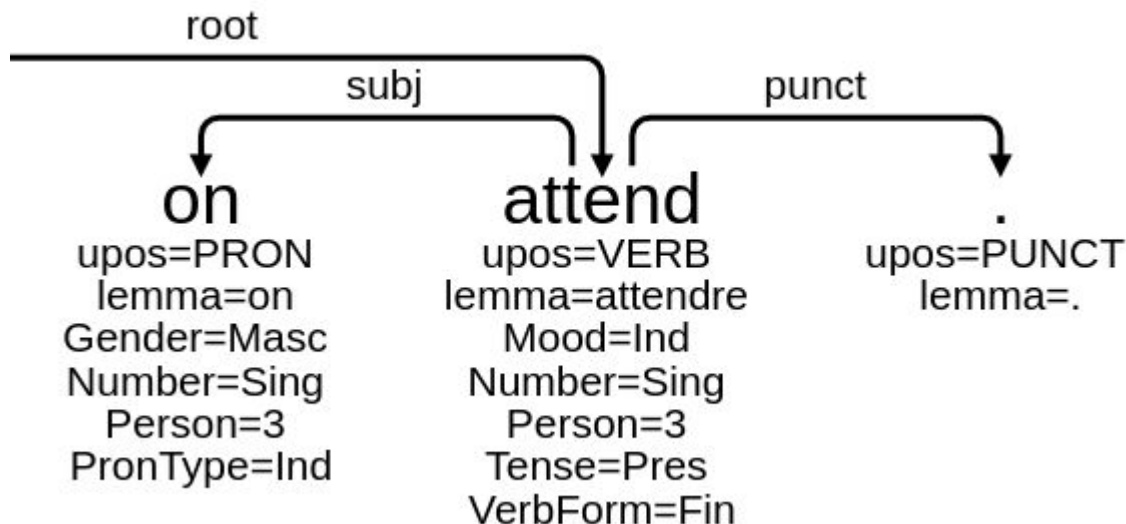 root
subj punct
on attend .
upos=PRON upos=VERB upos=PUNCT
lemma=on lemma=attendre lemma=.
Gender=Masc Mood=Ind
Number=Sing Number=Sing
Person=3 Person=3
PronType=Ind Tense=Pres
VerbForm=Fin